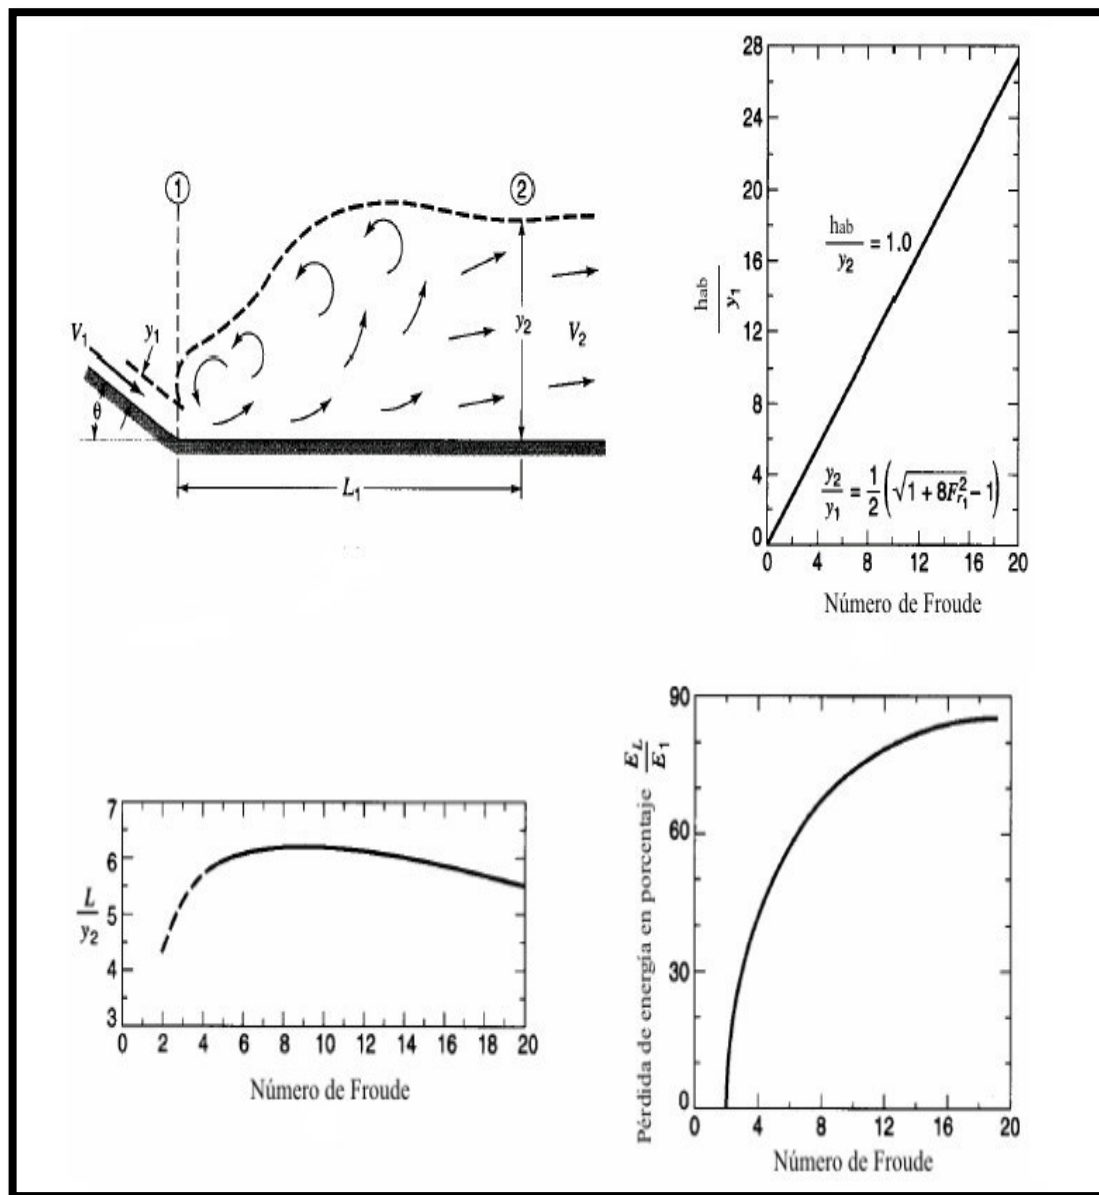 1
2
V₁
y₁
θ
y₂
V₂
L₁
28
24
20
16
12
8
4
0
hab
y₁
hab/y₂ = 1.0
y₂/y₁ = 1/2 (√1 + 8F²r₁ - 1)
0 4 8 12 16 20
Número de Froude
7
6
5
4
3
L/y₂
0 2 4 6 8 10 12 14 16 18 20
Número de Froude
90
60
30
0
Pérdida de energía en porcentaje E_L/E₁
0 4 8 12 16 20
Número de Froude